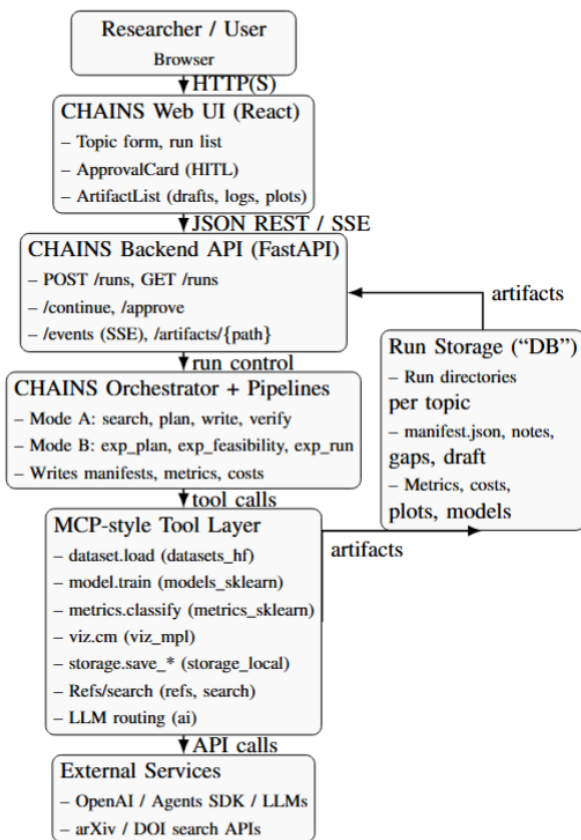 Researcher / User
Browser
HTTP(S)
CHAINS Web UI (React)
– Topic form, run list
– ApprovalCard (HITL)
– ArtifactList (drafts, logs, plots)
JSON REST / SSE
CHAINS Backend API (FastAPI)
– POST /runs, GET /runs
– /continue, /approve
– /events (SSE), /artifacts/{path}
artifacts
run control
CHAINS Orchestrator + Pipelines
– Mode A: search, plan, write, verify
– Mode B: exp_plan, exp_feasibility, exp_run
– Writes manifests, metrics, costs
Run Storage (“DB”)
– Run directories
per topic
– manifest.json, notes,
gaps, draft
– Metrics, costs,
plots, models
tool calls
MCP-style Tool Layer
– dataset.load (datasets_hf)
– model.train (models_sklearn)
– metrics.classify (metrics_sklearn)
– viz.cm (viz_mpl)
– storage.save_* (storage_local)
– Refs/search (refs, search)
– LLM routing (ai)
artifacts
API calls
External Services
– OpenAI / Agents SDK / LLMs
– arXiv / DOI search APIs